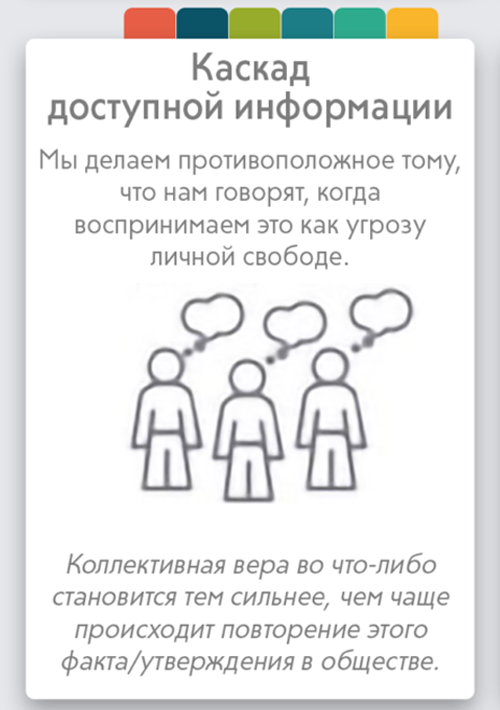 Каскад
доступной информации
Мы делаем противоположное тому,
что нам говорят, когда
воспринимаем это как угрозу
личной свободе.
Коллективная вера во что-либо
становится тем сильнее, чем чаще
происходит повторение этого
факта/утверждения в обществе.